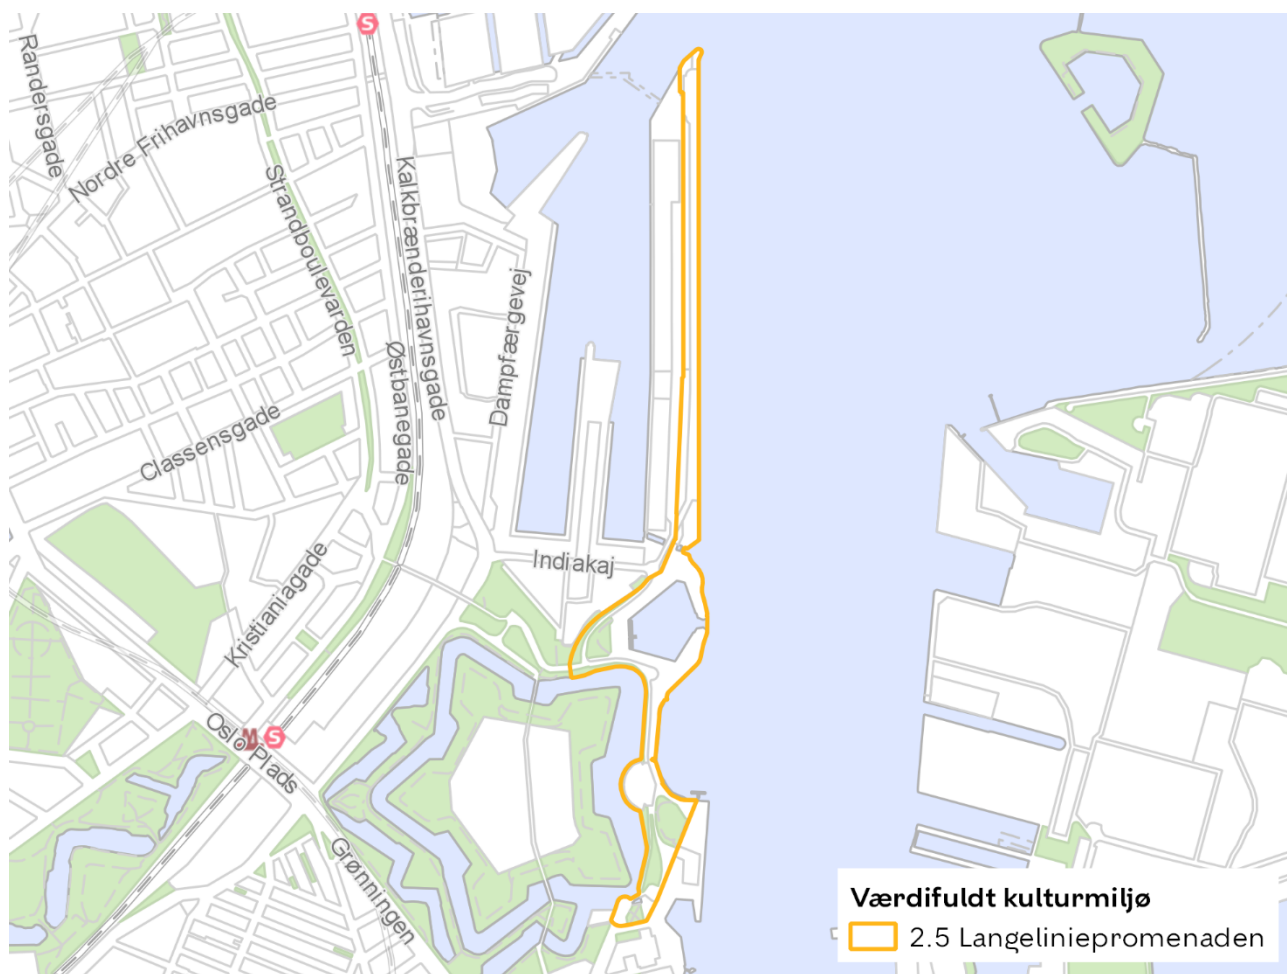 S
Randersgade
Nordre Frihavnsgade
Strandboulevarden
Kalkbrænderihavnsgade
Østbanegade
Dampfærgevej
Classensgade
Indiakaj
Kristianiagade
M S
Oslo Plads
Grønningen
Værdifuldt kulturmiljø
2.5 Langeliniepromenaden